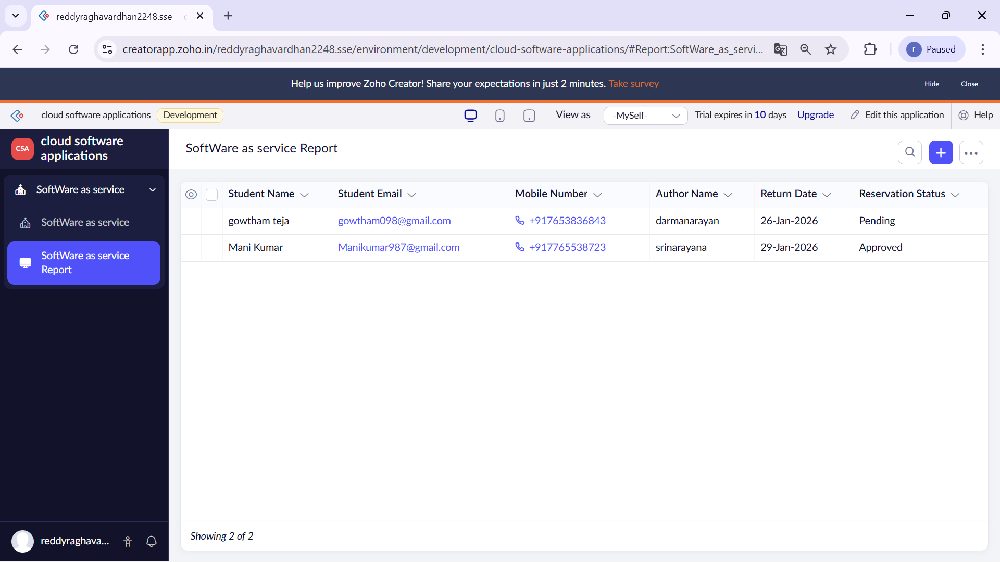 reddyraghavardhan2248.sse -
creatorapp.zoho.in/reddyraghavardhan2248.sse/environment/development/cloud-software-applications/#Report:SoftWare_as_servi...
r Paused
Help us improve Zoho Creator! Share your expectations in just 2 minutes. Take survey
Hide Close
cloud software applications Development
View as -MySelf- Trial expires in 10 days Upgrade Edit this application Help
CSA
cloud software
applications
SoftWare as service
SoftWare as service
SoftWare as service
Report
reddyraghava...
SoftWare as service Report
Student Name Student Email Mobile Number Author Name Return Date Reservation Status
gowtham teja gowtham098@gmail.com +917653836843 darmanarayan 26-Jan-2026 Pending
Mani Kumar Manikumar987@gmail.com +917765538723 srinarayana 29-Jan-2026 Approved
Showing 2 of 2